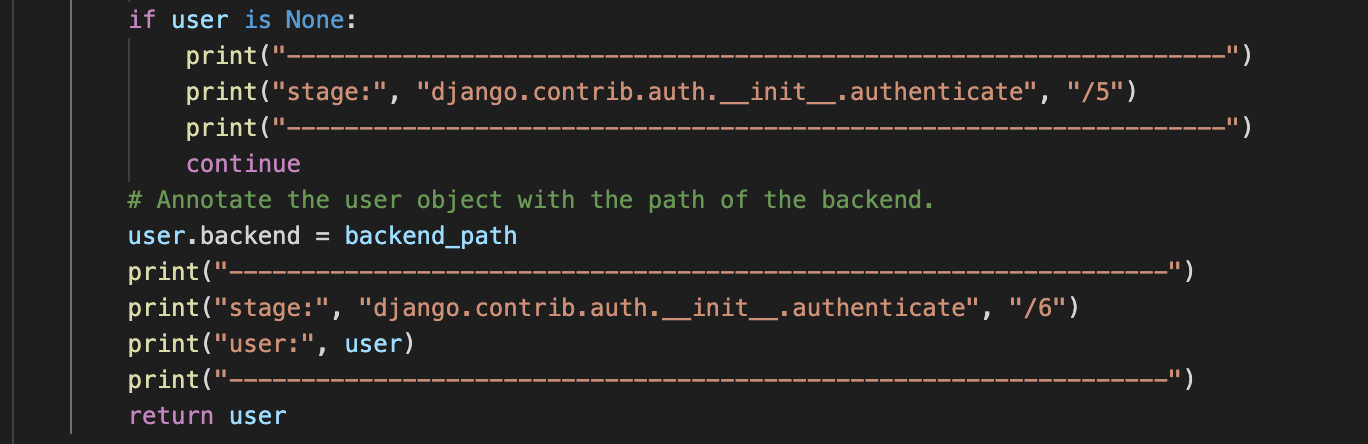 if user is None:
print("-----------------------------------------------------------------")
print("stage:", "django.contrib.auth.__init__.authenticate", "/5")
print("-----------------------------------------------------------------")
continue
# Annotate the user object with the path of the backend.
user.backend = backend_path
print("-----------------------------------------------------------------")
print("stage:", "django.contrib.auth.__init__.authenticate", "/6")
print("user:", user)
print("-----------------------------------------------------------------")
return user